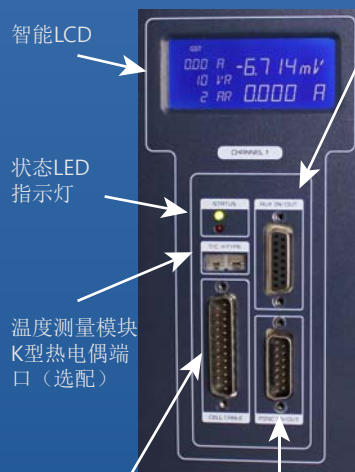 智能LCD
GST
0.00 A -6.714mV
10 VR
2 AR 0.000 A
CHANNEL 1
状态LED
指示灯
STATUS
AUX IN/OUT
T/C K-TYPE
温度测量模块
K型热电偶端
口（选配）
CELL CABLE